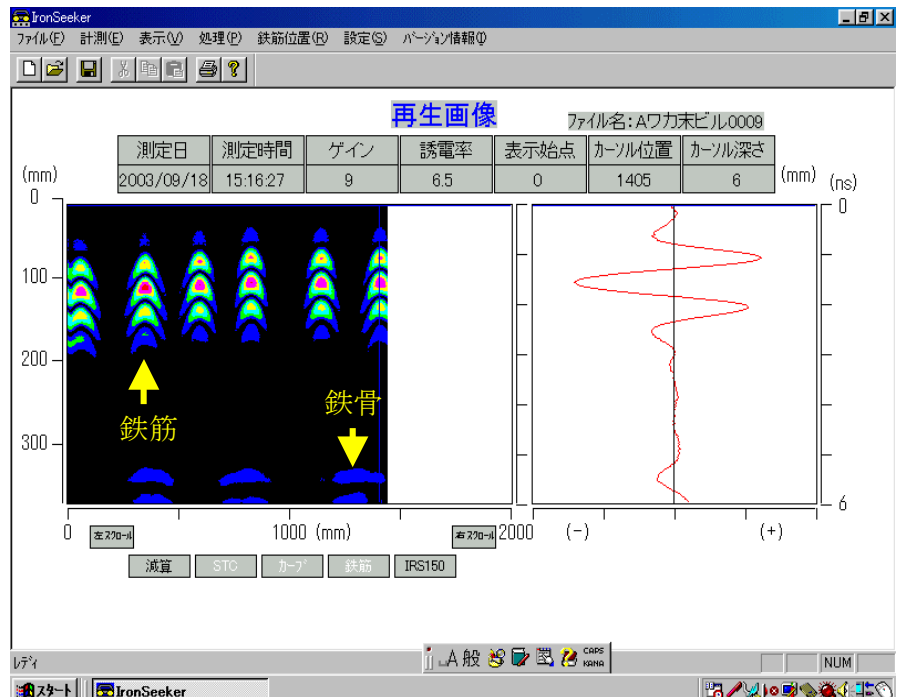 IronSeeker
ファイル(F) 計測(E) 表示(V) 処理(P) 鉄筋位置(R) 設定(S) バージョン情報(I)
再生画像
ファイル名:Aワカ末ビル0009
測定日 測定時間 ゲイン 誘電率 表示始点 カーソル位置 カーソル深さ
2003/09/18 15:16:27 9 6.5 0 1405 6
(mm)
(mm)
(ns)
0
0
100
200
300
鉄筋
鉄骨
6
0 1000 (mm) 2000
(-) (+)
左スクロール
右スクロール
減算 STC カーブ 鉄筋 IRS150
レディ
A 般
CAPS
KANA
NUM
スタート IronSeeker